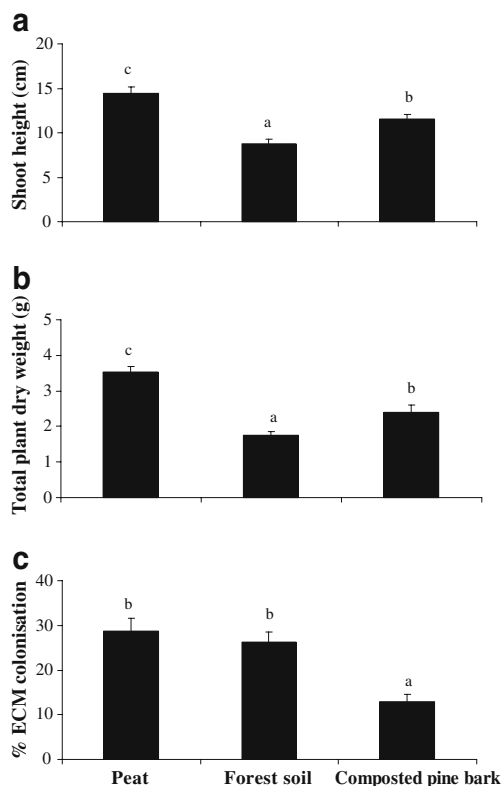 a
Shoot height (cm)
20
15
10
5
0
c
a
b
b
Total plant dry weight (g)
5
4
3
2
1
0
c
a
b
c
% ECM colonisation
40
30
20
10
0
b
b
a
Peat
Forest soil
Composted pine bark